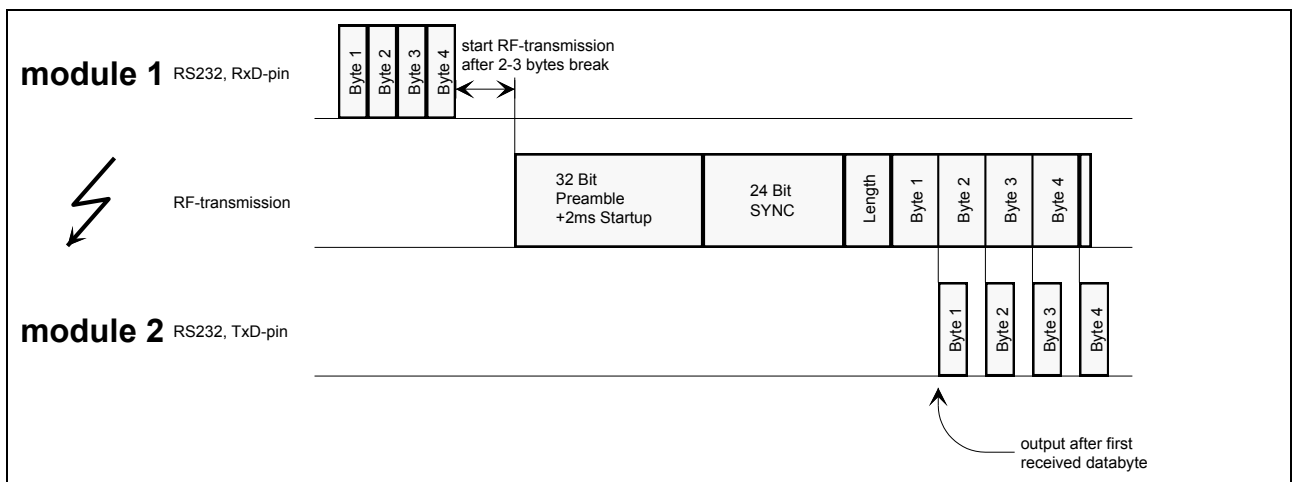 module 1 RS232, RxD-pin
Byte 1
Byte 2
Byte 3
Byte 4
start RF-transmission
after 2-3 bytes break
RF-transmission
32 Bit
Preamble
+2ms Startup
24 Bit
SYNC
Length
Byte 1
Byte 2
Byte 3
Byte 4
module 2 RS232, TxD-pin
Byte 1
Byte 2
Byte 3
Byte 4
output after first
received databyte